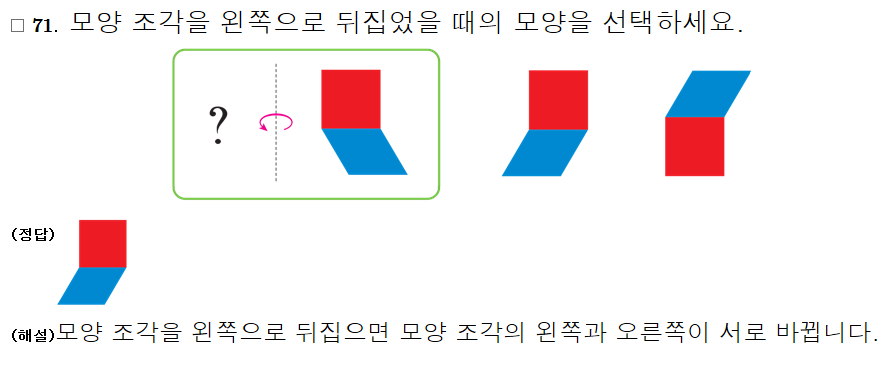 □ 71. 모양 조각을 왼쪽으로 뒤집었을 때의 모양을 선택하세요.
?
(정답)
(해설)모양 조각을 왼쪽으로 뒤집으면 모양 조각의 왼쪽과 오른쪽이 서로 바뀝니다.